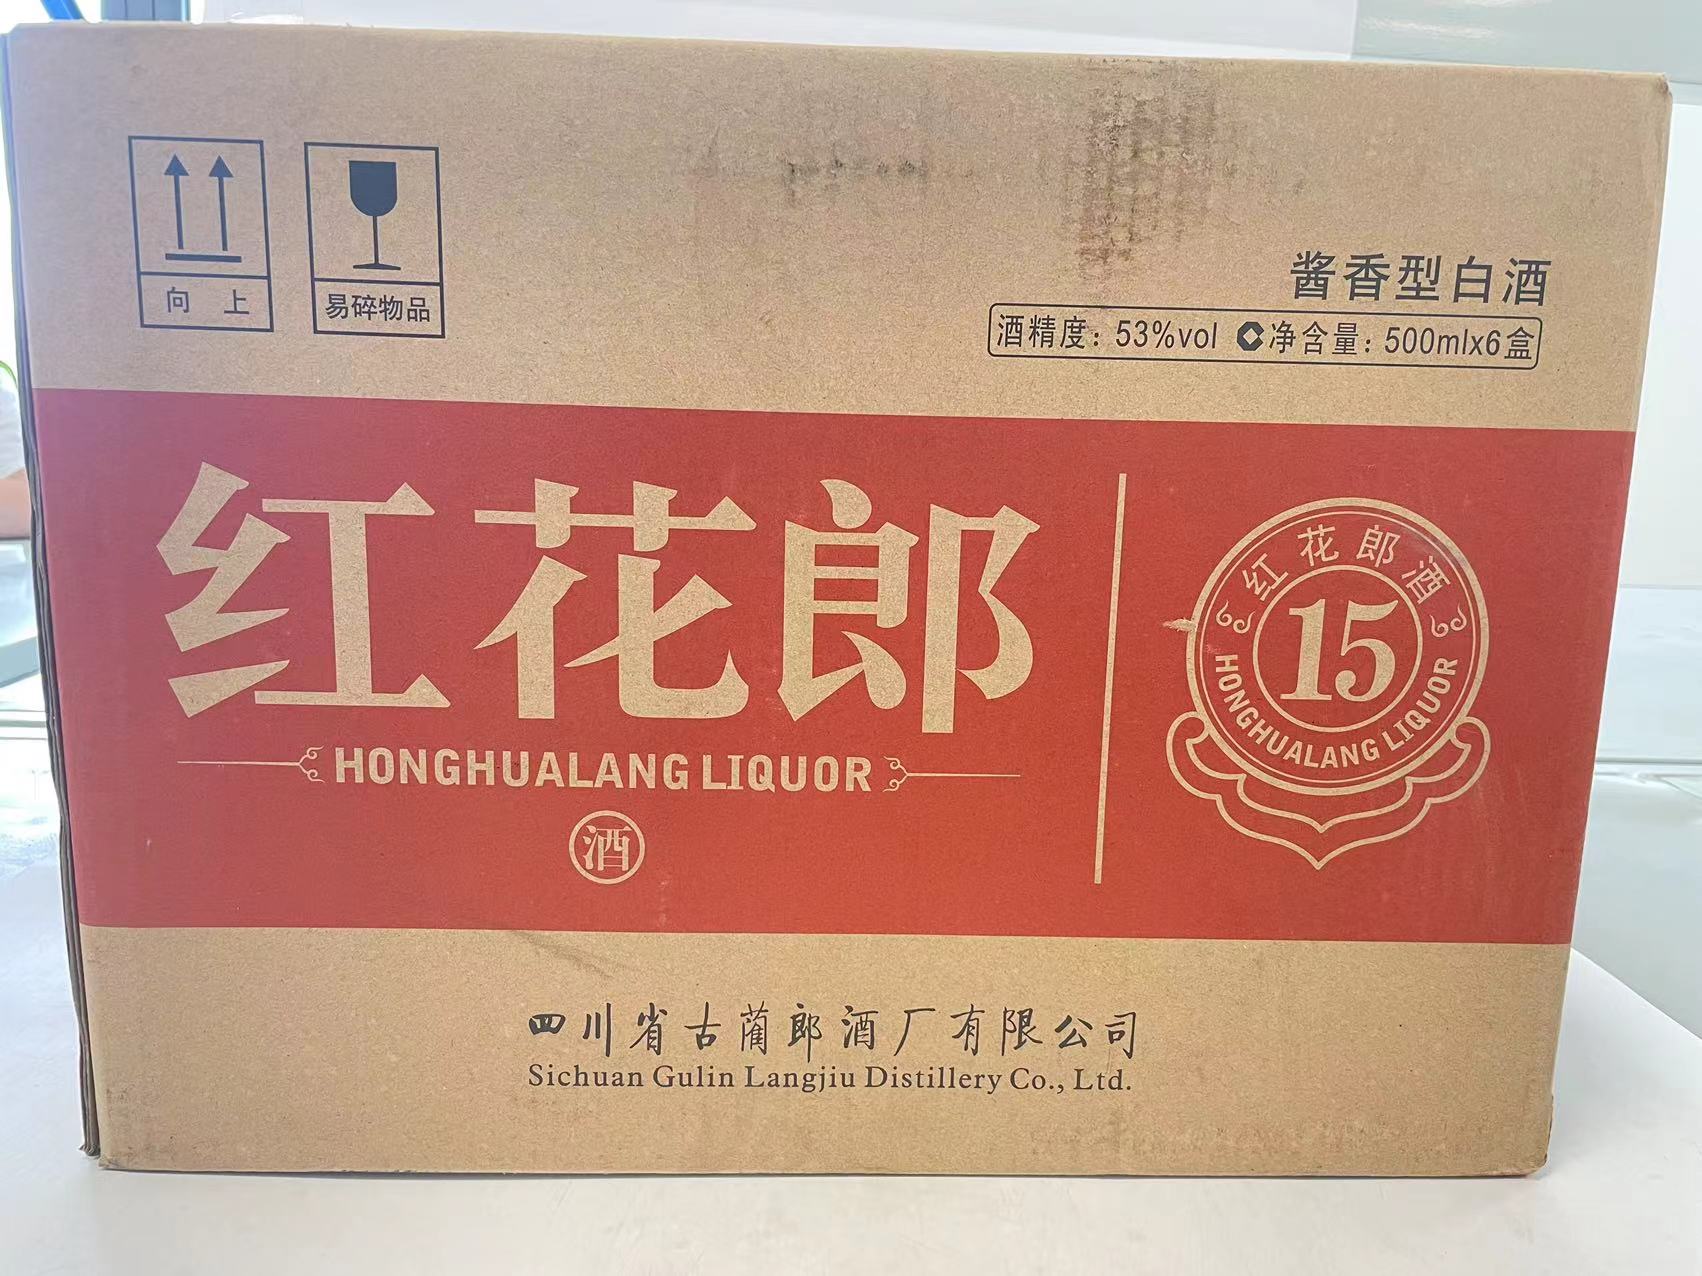 向 上
易碎物品
酱香型白酒
酒精度：53%vol 净含量：500mlx6盒
红花郎
HONGHUALANG LIQUOR
酒
红花郎酒
15
HONGHUALANG LIQUOR
四川省古蔺郎酒厂有限公司
Sichuan Gulin Langjiu Distillery Co., Ltd.